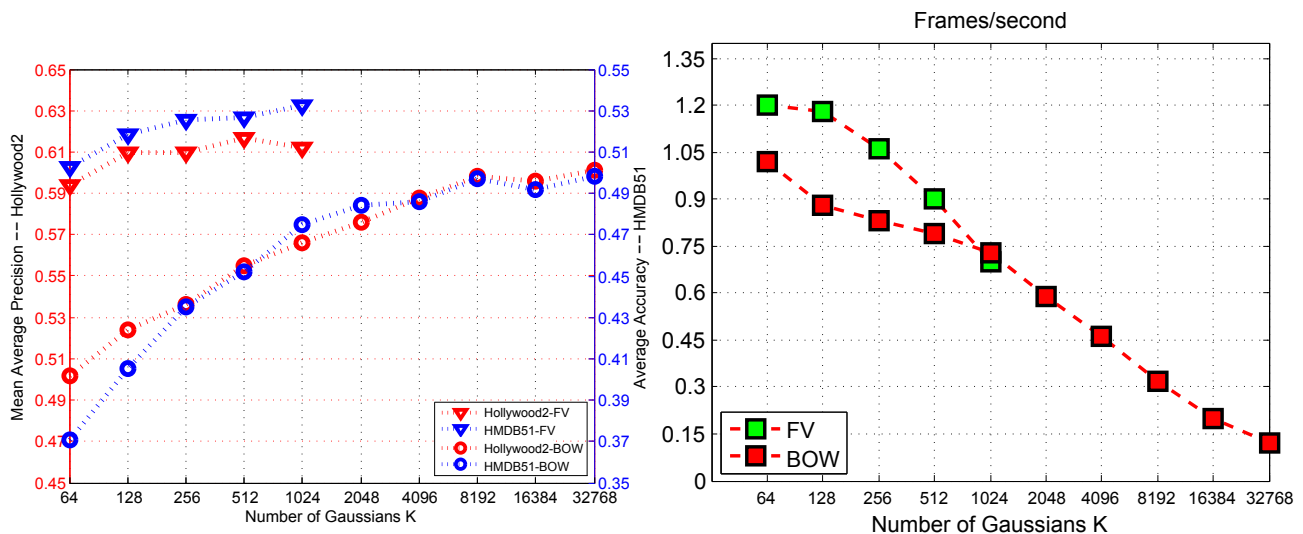 Frames/second
Mean Average Precision −− Hollywood2
0.65
0.63
0.61
0.59
0.57
0.55
0.53
0.51
0.49
0.47
0.45
0.55
0.53
0.51
0.49
0.47
0.45
0.43
0.41
0.39
0.37
0.35
Average Accuracy −− HMDB51
Hollywood2−FV
HMDB51−FV
Hollywood2−BOW
HMDB51−BOW
64 128 256 512 1024 2048 4096 8192 16384 32768
Number of Gaussians K
1.35
1.2
1.05
0.9
0.75
0.6
0.45
0.3
0.15
0
FV
BOW
64 128 256 512 1024 2048 4096 8192 16384 32768
Number of Gaussians K